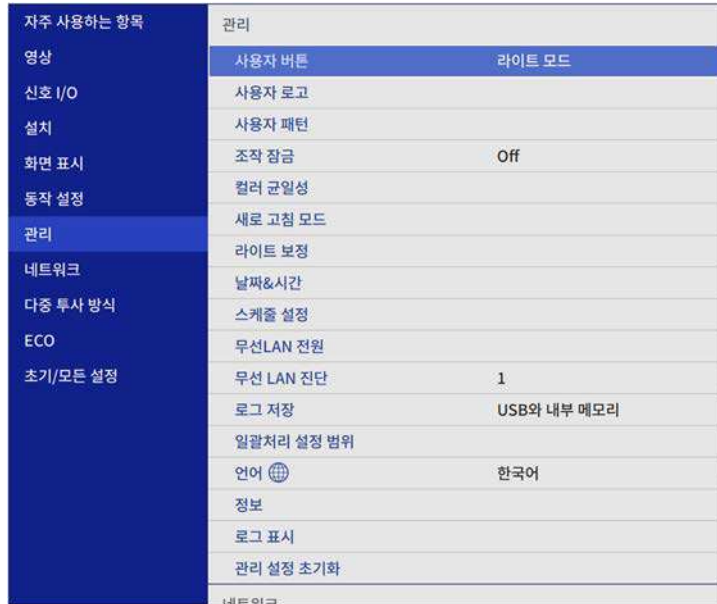 자주 사용하는 항목
영상
신호 I/O
설치
화면 표시
동작 설정
관리
네트워크
다중 투사 방식
ECO
초기/모든 설정
관리
사용자 버튼 라이트 모드
사용자 로고
사용자 패턴
조작 잠금 Off
컬러 균일성
새로 고침 모드
라이트 보정
날짜&시간
스케줄 설정
무선LAN 전원
무선 LAN 진단 1
로그 저장 USB와 내부 메모리
일괄처리 설정 범위
언어 한국어
정보
로그 표시
관리 설정 초기화
네트워크